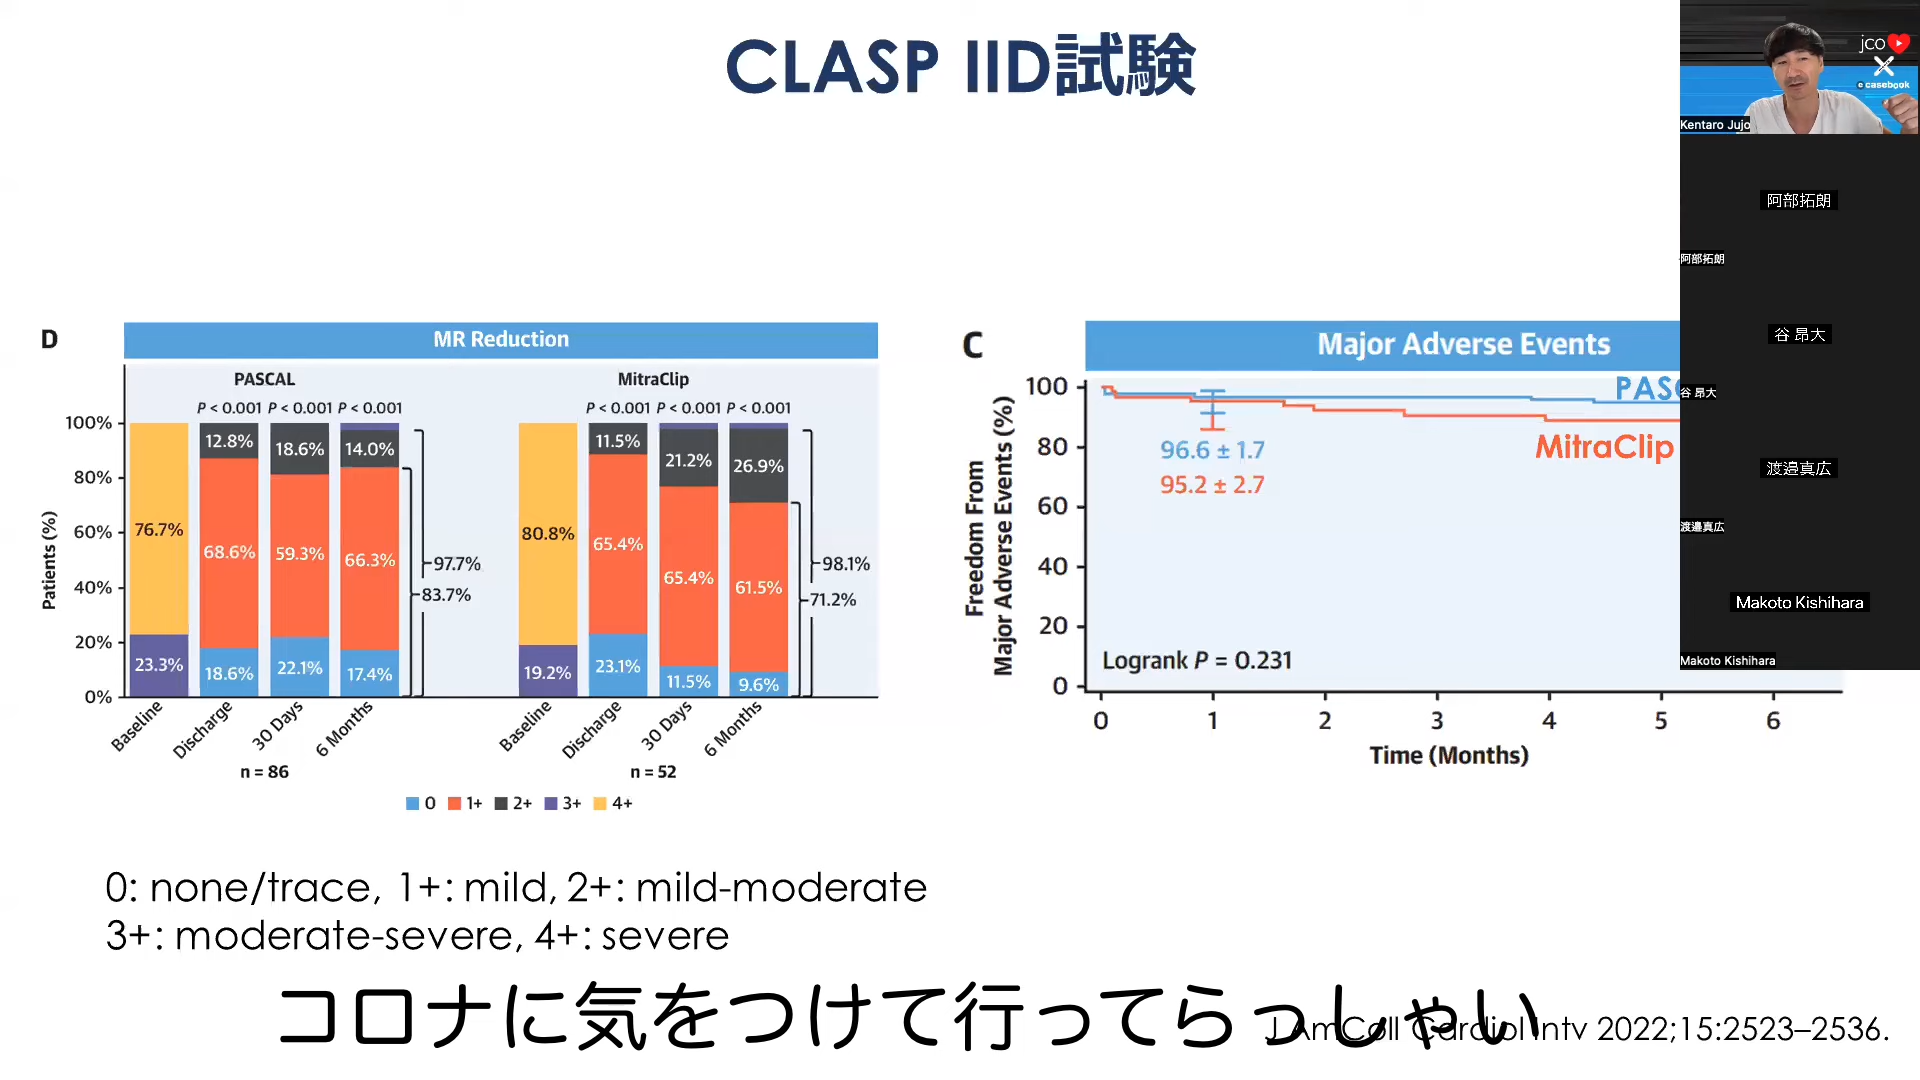 CLASP IID試験
D
MR Reduction
PASCAL
MitraClip
P < 0.001 P < 0.001 P < 0.001
P < 0.001 P < 0.001 P < 0.001
Patients (%)
100%
80%
60%
40%
20%
0%
76.7%
23.3%
12.8%
68.6%
18.6%
18.6%
59.3%
22.1%
14.0%
66.3%
17.4%
97.7%
83.7%
80.8%
19.2%
11.5%
65.4%
23.1%
21.2%
65.4%
11.5%
26.9%
61.5%
9.6%
98.1%
71.2%
Baseline
Discharge
30 Days
6 Months
Baseline
Discharge
30 Days
6 Months
n = 86
n = 52
0 1+ 2+ 3+ 4+
C
Major Adverse Events
Freedom From
Major Adverse Events (%)
100
80
60
40
20
0
PASC
MitraClip
96.6 ± 1.7
95.2 ± 2.7
Logrank P = 0.231
0 1 2 3 4 5 6
Time (Months)
0: none/trace, 1+: mild, 2+: mild-moderate
3+: moderate-severe, 4+: severe
コロナに気をつけて行ってらっしゃい
J Am Coll Cardiol Intv 2022;15:2523–2536.
jco
e casebook
Kentaro Jujo
阿部拓朗
阿部拓朗
谷 昂大
谷 昂大
渡邉真広
渡邉真広
Makoto Kishihara
Makoto Kishihara